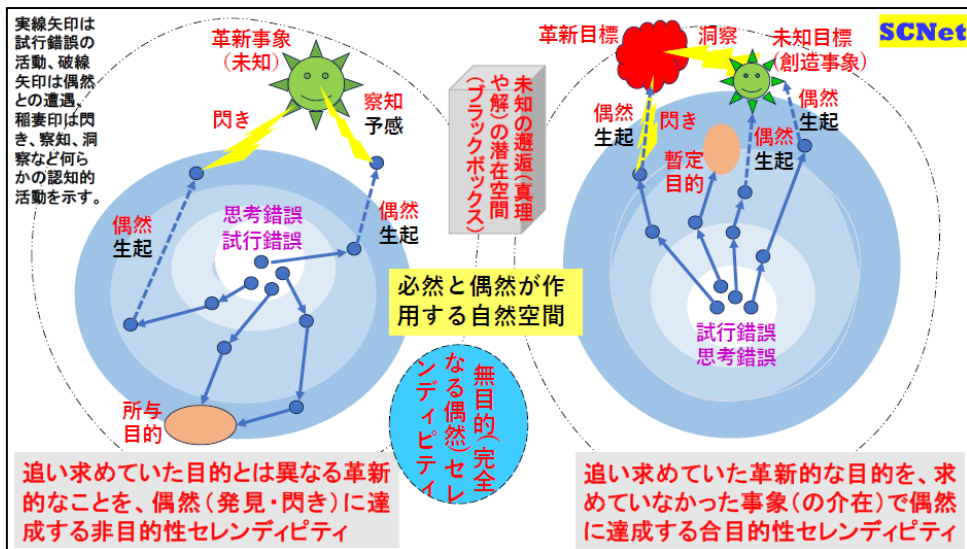 実線矢印は
試行錯誤の
活動、破線
矢印は偶然
との遭遇、
稲妻印は閃
き、察知、洞
察など何ら
かの認知的
活動を示す。
革新事象
(未知)
閃き
察知
予感
偶然
生起
偶然
生起
思考錯誤
試行錯誤
所与
目的
追い求めていた目的とは異なる革新
的なことを、偶然(発見・閃き)に達
成する非目的性セレンディピティ
未知の邂逅(真理
や解)の潜在空間
(ブラックボックス)
必然と偶然が作
用する自然空間
無目的(完全
なる偶然)セレ
ンディピティ
SCNet
革新目標
洞察
未知目標
(創造事象)
偶然
生起
閃き
暫定
目的
偶然
生起
偶然
生起
試行錯誤
思考錯誤
追い求めていた革新的な目的を、求
めていなかった事象(の介在)で偶然
に達成する合目的性セレンディピティ